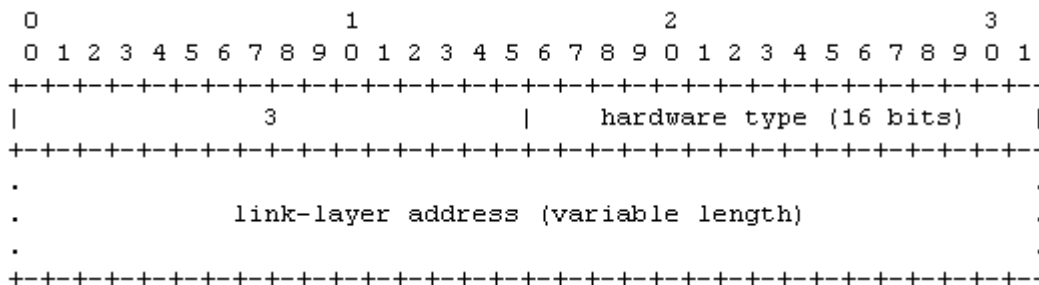 0                   1                   2                   3
0 1 2 3 4 5 6 7 8 9 0 1 2 3 4 5 6 7 8 9 0 1 2 3 4 5 6 7 8 9 0 1
+-+-+-+-+-+-+-+-+-+-+-+-+-+-+-+-+-+-+-+-+-+-+-+-+-+-+-+-+-+-+-+--
|               3               |    hardware type (16 bits)    |
+-+-+-+-+-+-+-+-+-+-+-+-+-+-+-+-+-+-+-+-+-+-+-+-+-+-+-+-+-+-+-+--
.                                                               .
.             link-layer address (variable length)              .
.                                                               .
+-+-+-+-+-+-+-+-+-+-+-+-+-+-+-+-+-+-+-+-+-+-+-+-+-+-+-+-+-+-+-+--